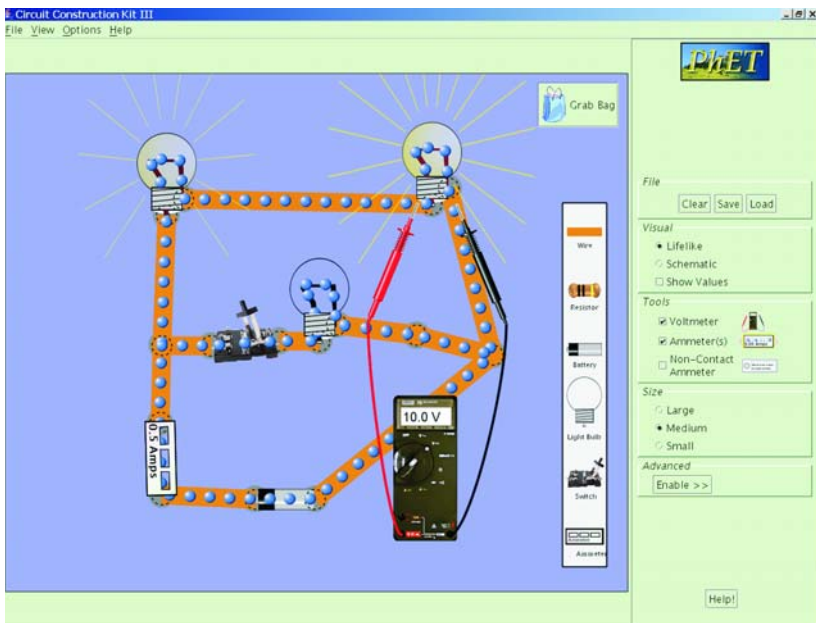 Circuit Construction Kit III
File View Options Help
PhET
Grab Bag
File
Clear Save Load
Visual
Lifelike
Schematic
Show Values
Tools
Voltmeter
Ammeter(s)
Non-Contact
Ammeter
Size
Large
Medium
Small
Advanced
Enable >>
Help!
Wire
Resistor
Battery
Light Bulb
Switch
Ammeter
0.5 Amps
10.0 V